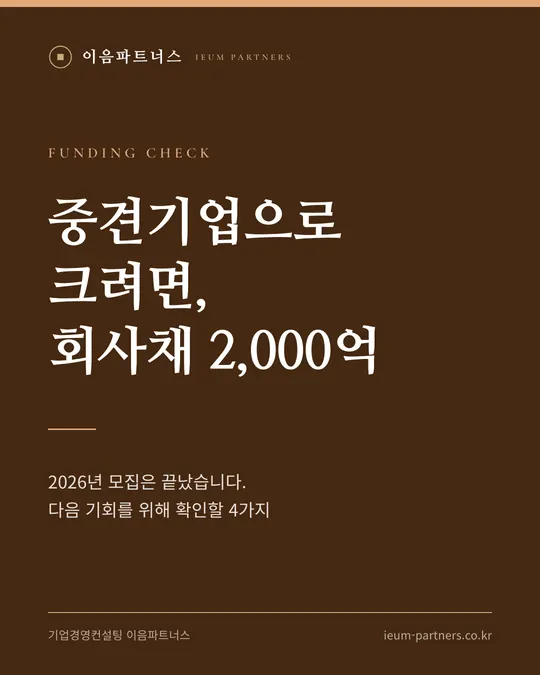 이음파트너스 IEUM PARTNERS
FUNDING CHECK
중견기업으로
크려면,
회사채 2,000억
2026년 모집은 끝났습니다.
다음 기회를 위해 확인할 4가지
기업경영컨설팅 이음파트너스
ieum-partners.co.kr